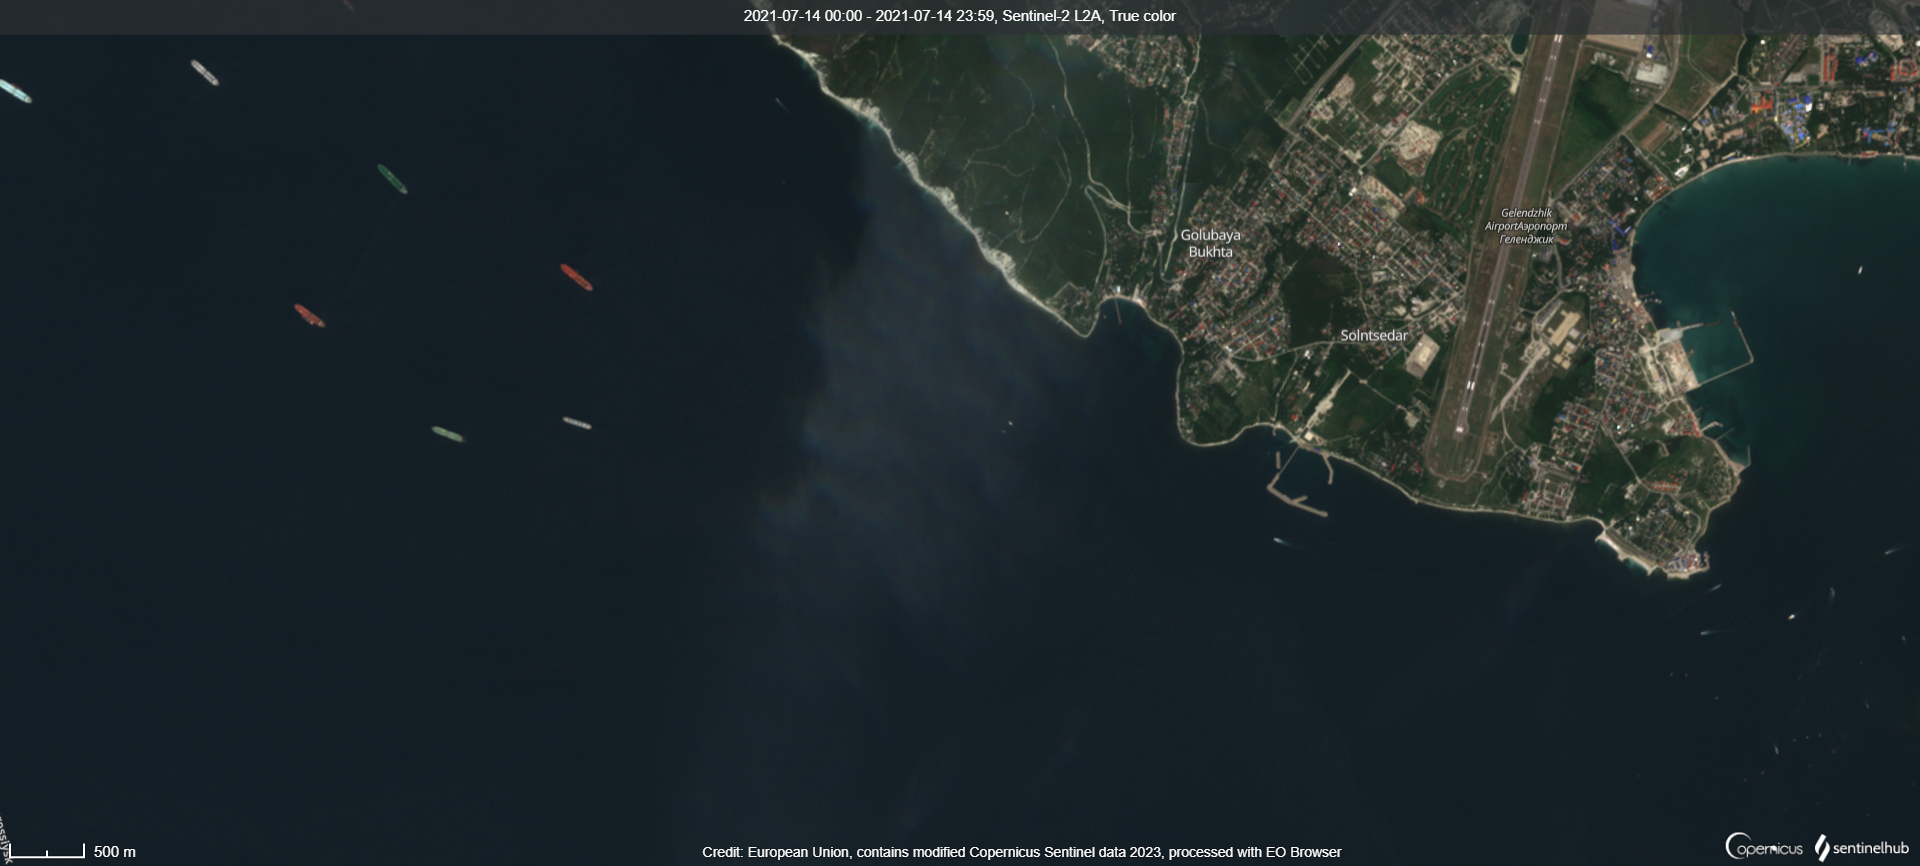 2021-07-14 00:00 - 2021-07-14 23:59, Sentinel-2 L2A, True color
Gelendzhik
AirportАэропорт
Геленджик
Golubaya
Bukhta
Solntsedar
500 m
Credit: European Union, contains modified Copernicus Sentinel data 2023, processed with EO Browser
Copernicus
sentinelhub